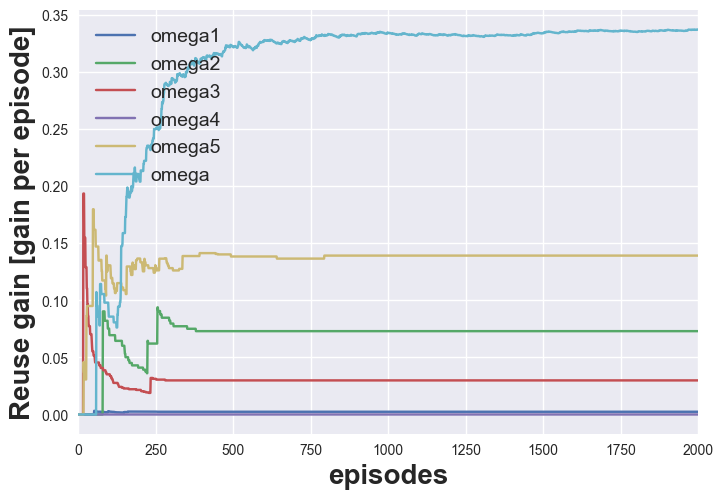 Reuse gain [gain per episode]
0.35
0.30
0.25
0.20
0.15
0.10
0.05
0.00
omega1
omega2
omega3
omega4
omega5
omega
0 250 500 750 1000 1250 1500 1750 2000
episodes